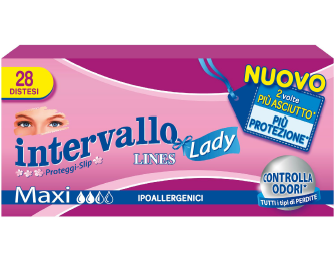 28
DISTESI
NUOVO
2 volte
PIÙ ASCIUTTO*
PIÙ
PROTEZIONE*
intervallo
Proteggi-Slip
LINES
Lady
Maxi
IPOALLERGENICI
CONTROLLA
ODORI*
TUTTI i tipi di PERDITE